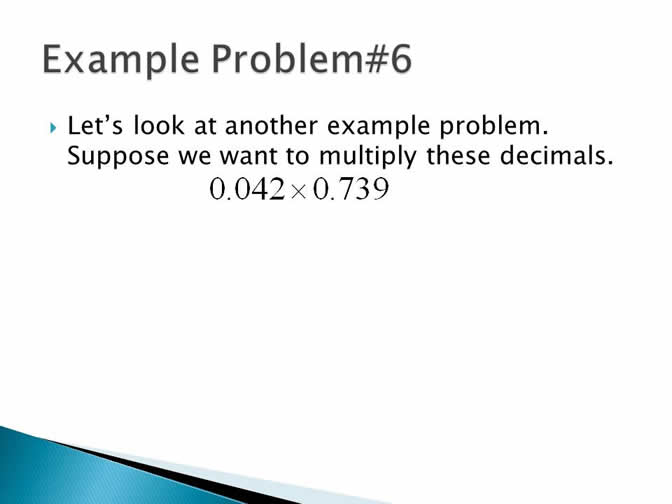 Example Problem#6
Let's look at another example problem.
Suppose we want to multiply these decimals.
0.042 × 0.739